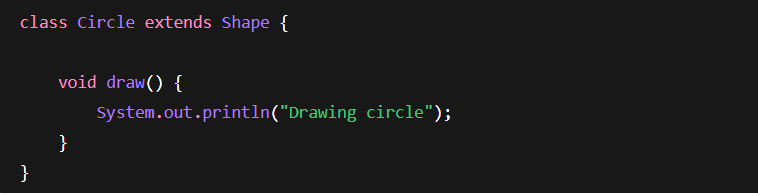 class Circle extends Shape {
    void draw() {
        System.out.println("Drawing circle");
    }
}